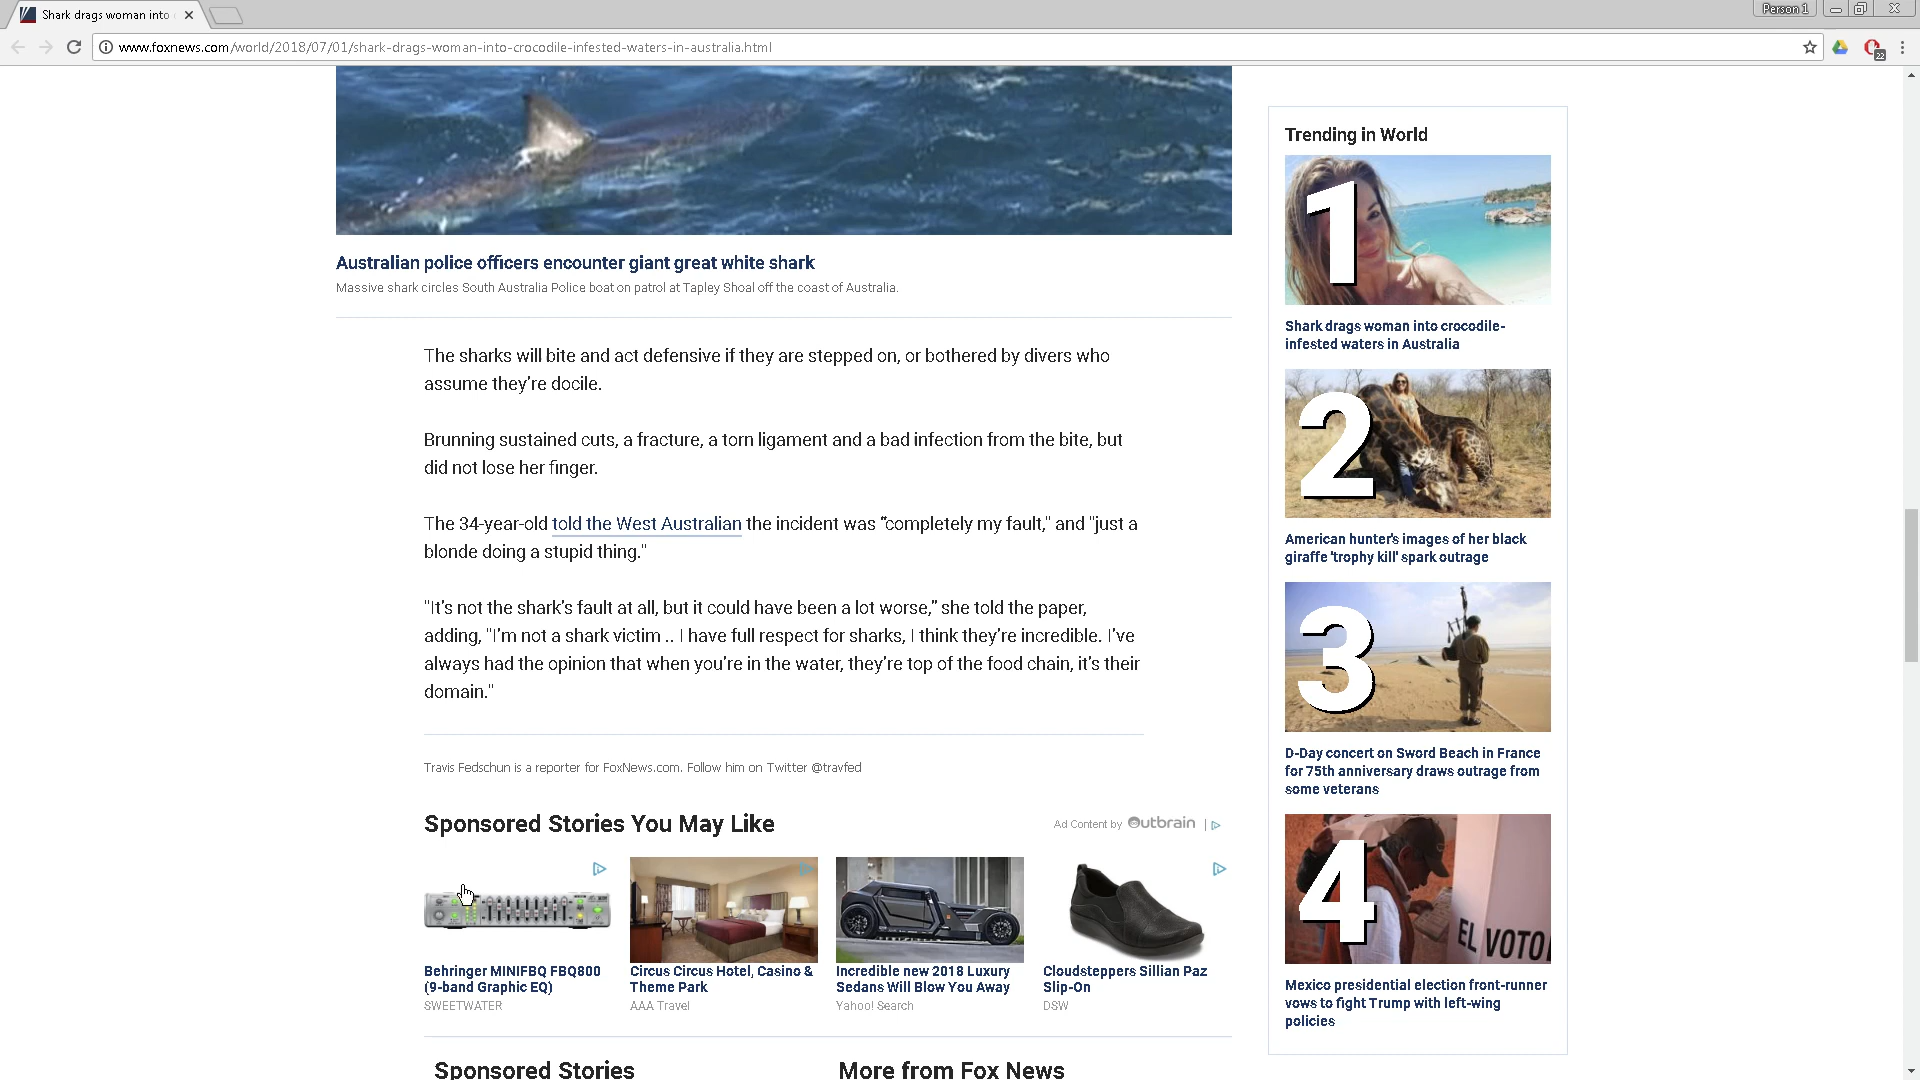 Shark drags woman into
Person 1
www.foxnews.com/world/2018/07/01/shark-drags-woman-into-crocodile-infested-waters-in-australia.html
22
Australian police officers encounter giant great white shark
Massive shark circles South Australia Police boat on patrol at Tapley Shoal off the coast of Australia.
The sharks will bite and act defensive if they are stepped on, or bothered by divers who
assume they're docile.
Brunning sustained cuts, a fracture, a torn ligament and a bad infection from the bite, but
did not lose her finger.
The 34-year-old told the West Australian the incident was “completely my fault," and "just a
blonde doing a stupid thing."
"It's not the shark's fault at all, but it could have been a lot worse,” she told the paper,
adding, "I'm not a shark victim .. I have full respect for sharks, I think they're incredible. I've
always had the opinion that when you're in the water, they're top of the food chain, it's their
domain."
Travis Fedschun is a reporter for FoxNews.com. Follow him on Twitter @travfed
Sponsored Stories You May Like
Ad Content by Outbrain |
Behringer MINIFBQ FBQ800
(9-band Graphic EQ)
SWEETWATER
Circus Circus Hotel, Casino &
Theme Park
AAA Travel
Incredible new 2018 Luxury
Sedans Will Blow You Away
Yahoo! Search
Cloudsteppers Sillian Paz
Slip-On
DSW
Sponsored Stories
More from Fox News
Trending in World
1
Shark drags woman into crocodile-
infested waters in Australia
2
American hunter's images of her black
giraffe 'trophy kill' spark outrage
3
D-Day concert on Sword Beach in France
for 75th anniversary draws outrage from
some veterans
4
EL VOTO
Mexico presidential election front-runner
vows to fight Trump with left-wing
policies